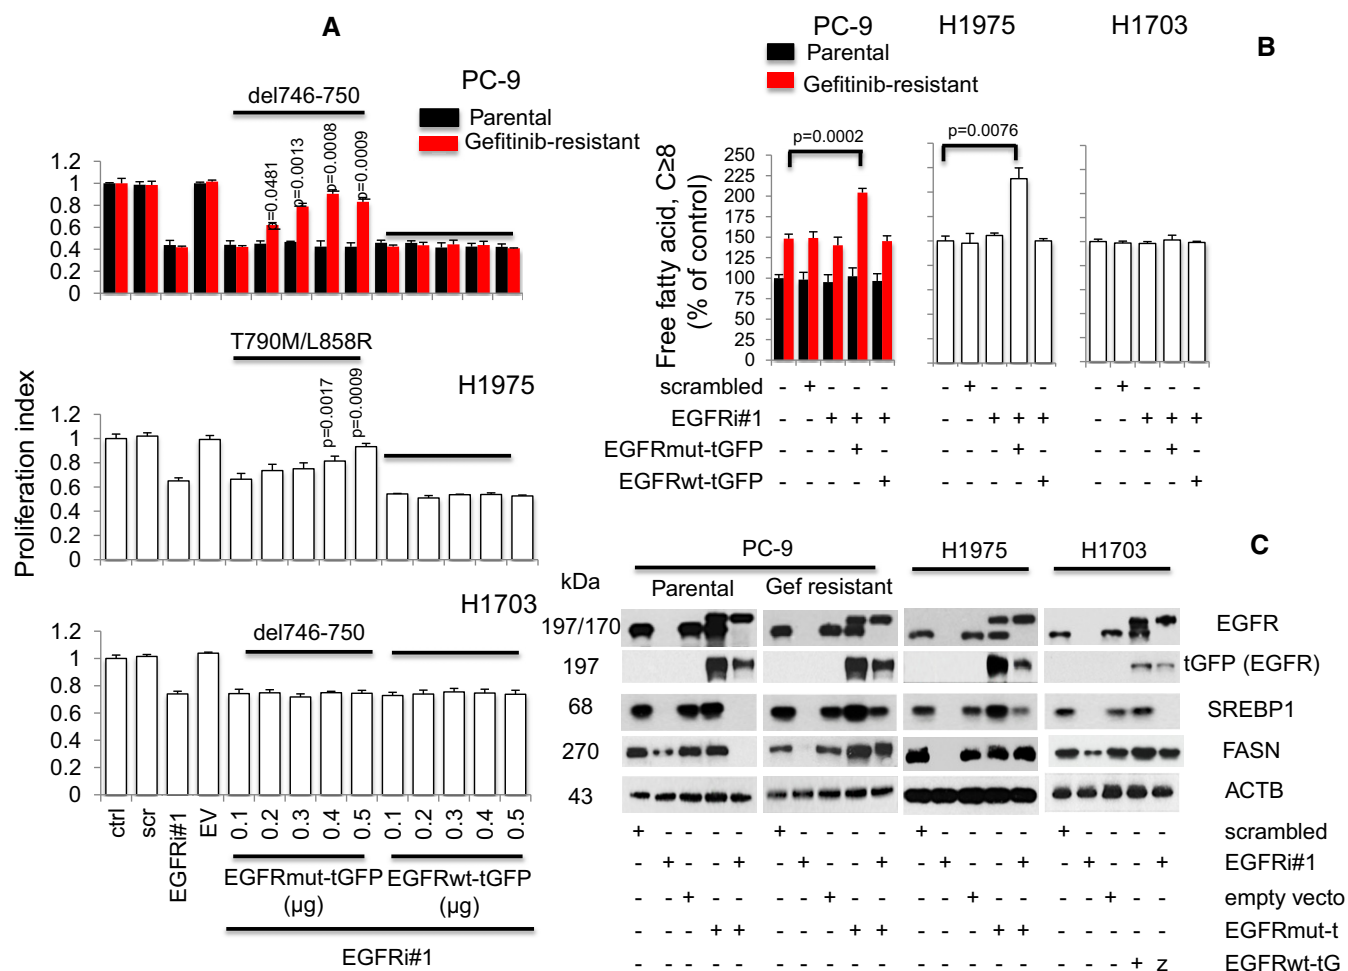 A
PC-9
Parental
Gefitinib-resistant
del746-750
p=0.0481
p=0.0013
p=0.0008
p=0.0009
1.2
1
0.8
0.6
0.4
0.2
0
Proliferation index
T790M/L858R
H1975
p=0.0017
p=0.0009
1.2
1
0.8
0.6
0.4
0.2
0
H1703
del746-750
1.2
1
0.8
0.6
0.4
0.2
0
ctrl
scr
EGFRi#1
EV
0.1
0.2
0.3
0.4
0.5
0.1
0.2
0.3
0.4
0.5
EGFRmut-tGFP
(µg)
EGFRwt-tGFP
(µg)
EGFRi#1
B
PC-9
H1975
H1703
Parental
Gefitinib-resistant
p=0.0002
p=0.0076
Free fatty acid, C≥8
(% of control)
250
225
200
175
150
125
100
75
50
25
0
scrambled - + - - - - + - - - - + - - -
EGFRi#1 - - + + + - - + + + - - + + +
EGFRmut-tGFP - - - + - - - - + - - - - + -
EGFRwt-tGFP - - - - + - - - - + - - - - +
C
PC-9
H1975
H1703
kDa
Parental
Gef resistant
197/170
EGFR
197
tGFP (EGFR)
68
SREBP1
270
FASN
43
ACTB
+ - - - - + - - - - + - - - - + - - - - scrambled
- + - - + - + - - + - + - - + - + - - + EGFRi#1
- - + - - - - + - - - - + - - - - + - - empty vecto
- - - + + - - - + + - - - + + - - - - - EGFRmut-t
- - - - - - - - - - - - - - - - - - + z EGFRwt-tG